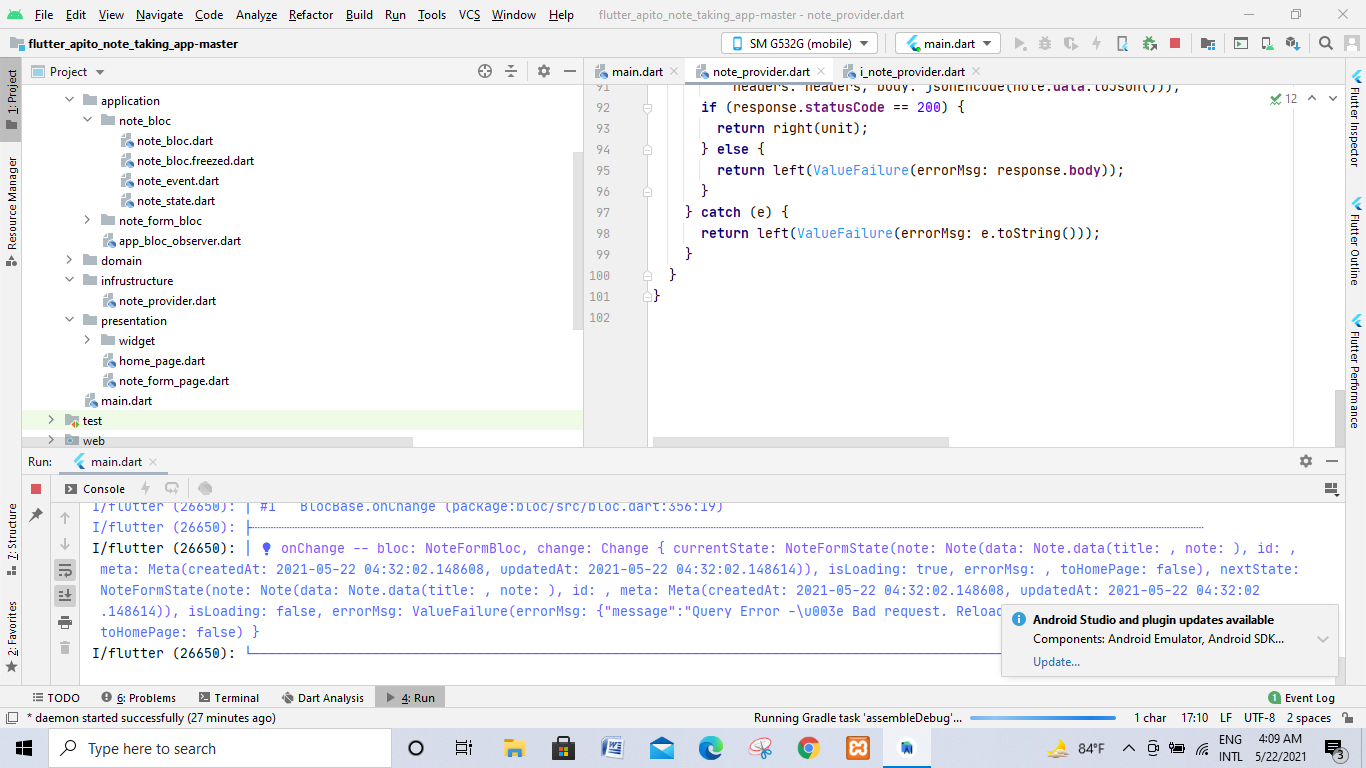 File Edit View Navigate Code Analyze Refactor Build Run Tools VCS Window Help flutter_apito_note_taking_app-master - note_provider.dart
flutter_apito_note_taking_app-master SM G532G (mobile) main.dart
Project main.dart note_provider.dart i_note_provider.dart
1: Project
Resource Manager
7: Structure
2: Favorites
application
note_bloc
note_bloc.dart
note_bloc.freezed.dart
note_event.dart
note_state.dart
note_form_bloc
app_bloc_observer.dart
domain
infrustructure
note_provider.dart
presentation
widget
home_page.dart
note_form_page.dart
main.dart
test
web
12
91 headers: headers, body: jsonEncode(note.data.toJson()));
92 if (response.statusCode == 200) {
93 return right(unit);
94 } else {
95 return left(ValueFailure(errorMsg: response.body));
96 }
97 } catch (e) {
98 return left(ValueFailure(errorMsg: e.toString()));
99 }
100 }
101 }
102
Flutter Inspector
Flutter Outline
Flutter Performance
Run: main.dart
Console
I/flutter (26650): │ #1 BlocBase.onChange (package:bloc/src/bloc.dart:356:19)
I/flutter (26650): ├┄┄┄┄┄┄┄┄┄┄┄┄┄┄┄┄
I/flutter (26650): │ 💡 onChange -- bloc: NoteFormBloc, change: Change { currentState: NoteFormState(note: Note(data: Note.data(title: , note: ), id: ,
meta: Meta(createdAt: 2021-05-22 04:32:02.148608, updatedAt: 2021-05-22 04:32:02.148614)), isLoading: true, errorMsg: , toHomePage: false), nextState:
NoteFormState(note: Note(data: Note.data(title: , note: ), id: , meta: Meta(createdAt: 2021-05-22 04:32:02.148608, updatedAt: 2021-05-22 04:32:02
.148614)), isLoading: false, errorMsg: ValueFailure(errorMsg: {"message":"Query Error -\u003e Bad request. Reload
toHomePage: false) }
I/flutter (26650): └────────────────
Android Studio and plugin updates available
Components: Android Emulator, Android SDK...
Update...
TODO 6: Problems Terminal Dart Analysis 4: Run 1 Event Log
* daemon started successfully (27 minutes ago) Running Gradle task 'assembleDebug'... 1 char 17:10 LF UTF-8 2 spaces
Type here to search 84°F ENG INTL 4:09 AM 5/22/2021 3